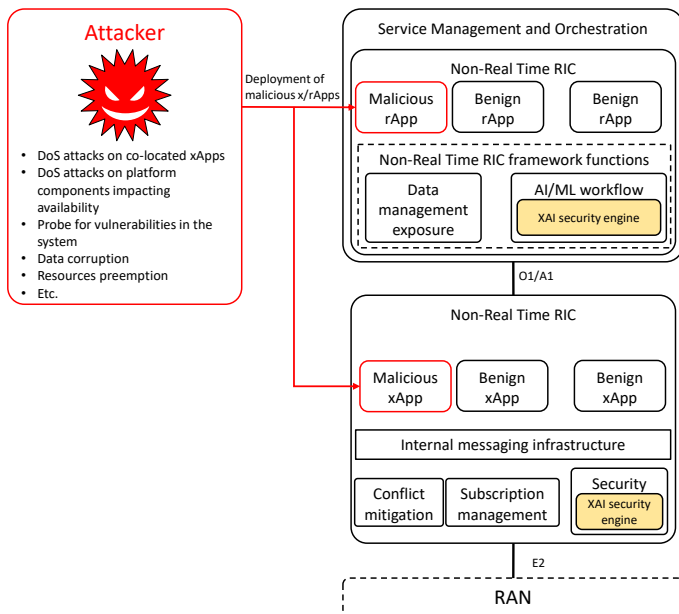 Attacker
• DoS attacks on co-located xApps
• DoS attacks on platform
components impacting
availability
• Probe for vulnerabilities in the
system
• Data corruption
• Resources preemption
• Etc.
Deployment of
malicious x/rApps
Service Management and Orchestration
Non-Real Time RIC
Malicious
rApp
Benign
rApp
Benign
rApp
Non-Real Time RIC framework functions
Data
management
exposure
AI/ML workflow
XAI security engine
O1/A1
Non-Real Time RIC
Malicious
xApp
Benign
xApp
Benign
xApp
Internal messaging infrastructure
Conflict
mitigation
Subscription
management
Security
XAI security
engine
E2
RAN